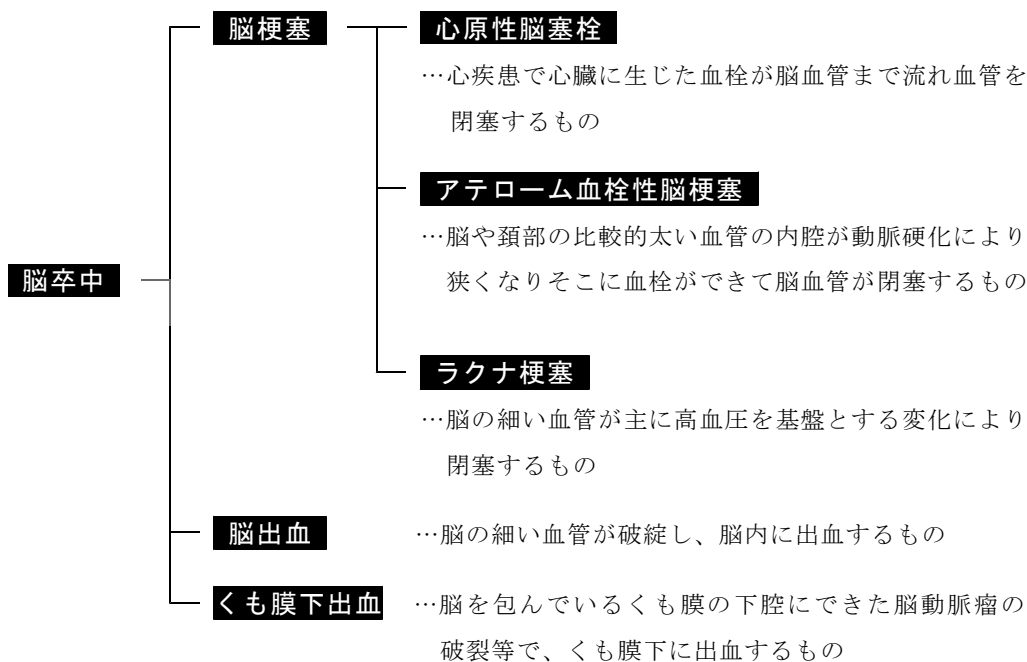 脳梗塞
心原性脳塞栓
…心疾患で心臓に生じた血栓が脳血管まで流れ血管を
閉塞するもの
アテローム血栓性脳梗塞
…脳や頚部の比較的太い血管の内腔が動脈硬化により
狭くなりそこに血栓ができて脳血管が閉塞するもの
脳卒中
ラクナ梗塞
…脳の細い血管が主に高血圧を基盤とする変化により
閉塞するもの
脳出血
…脳の細い血管が破綻し、脳内に出血するもの
くも膜下出血
…脳を包んでいるくも膜の下腔にできた脳動脈瘤の
破裂等で、くも膜下に出血するもの